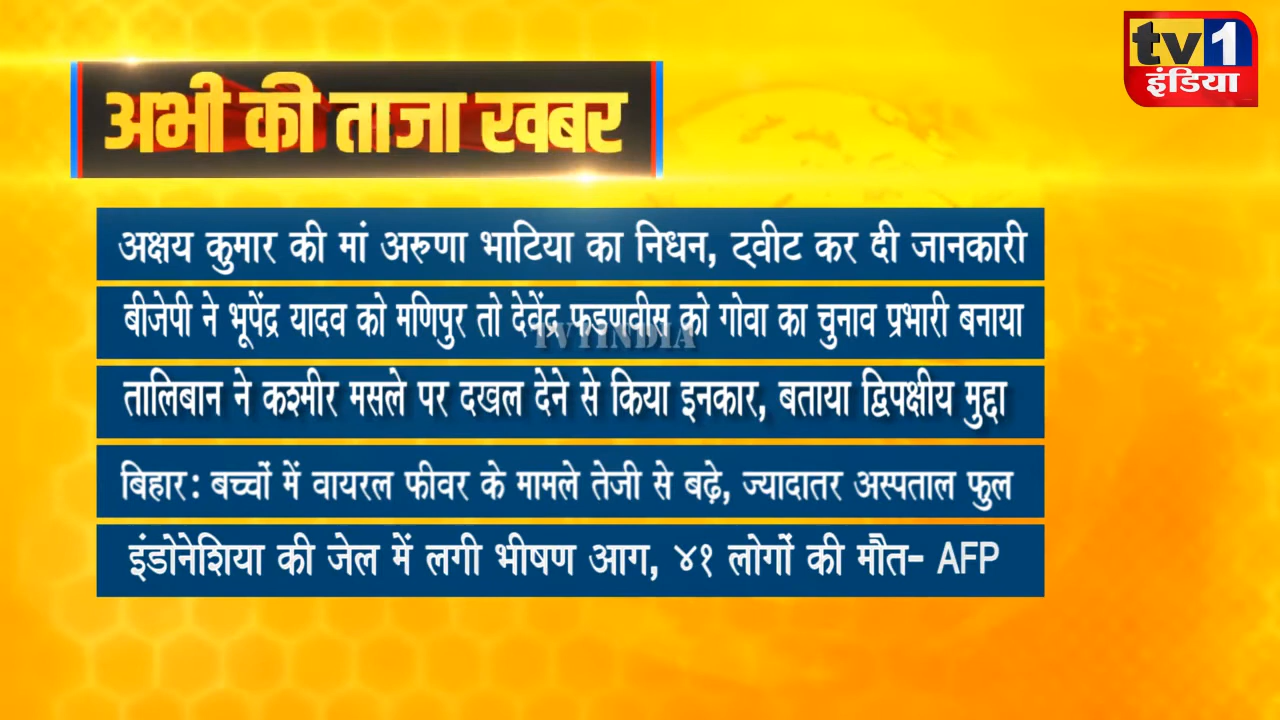 tv1
इंडिया
अभी की ताजा खबर
अक्षय कुमार की मां अरूणा भाटिया का निधन, ट्वीट कर दी जानकारी
बीजेपी ने भूपेंद्र यादव को मणिपुर तो देवेंद्र फडणवीस को गोवा का चुनाव प्रभारी बनाया
TV1INDIA
तालिबान ने कश्मीर मसले पर दखल देने से किया इनकार, बताया द्विपक्षीय मुद्दा
बिहार: बच्चों में वायरल फीवर के मामले तेजी से बढ़े, ज्यादातर अस्पताल फुल
इंडोनेशिया की जेल में लगी भीषण आग, ४१ लोगों की मौत- AFP